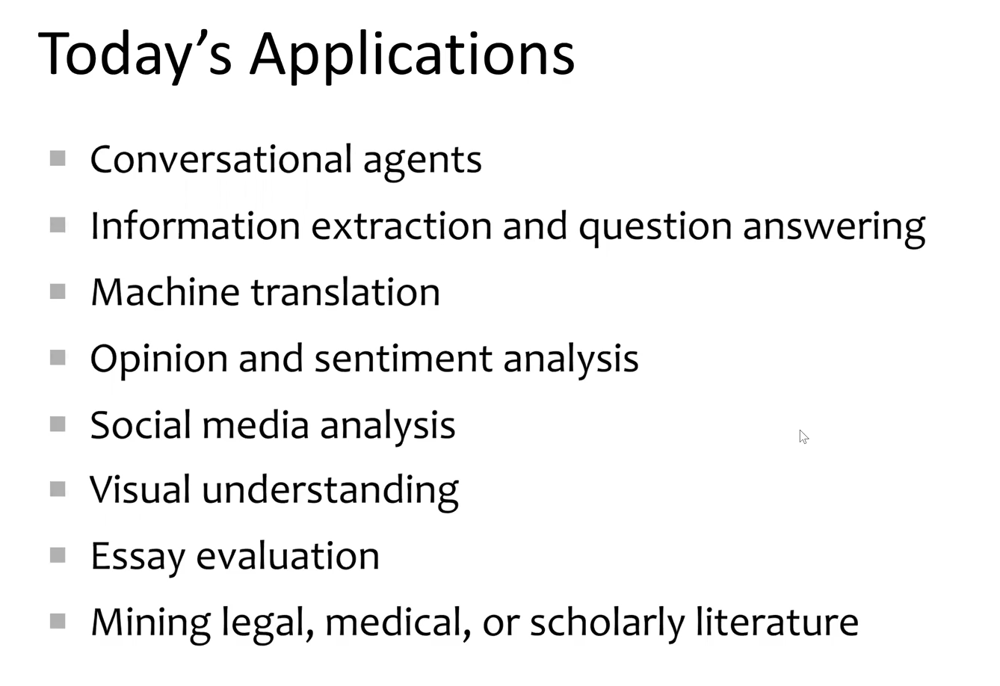 Today’s Applications
Conversational agents
Information extraction and question answering
Machine translation
Opinion and sentiment analysis
Social media analysis
Visual understanding
Essay evaluation
Mining legal, medical, or scholarly literature